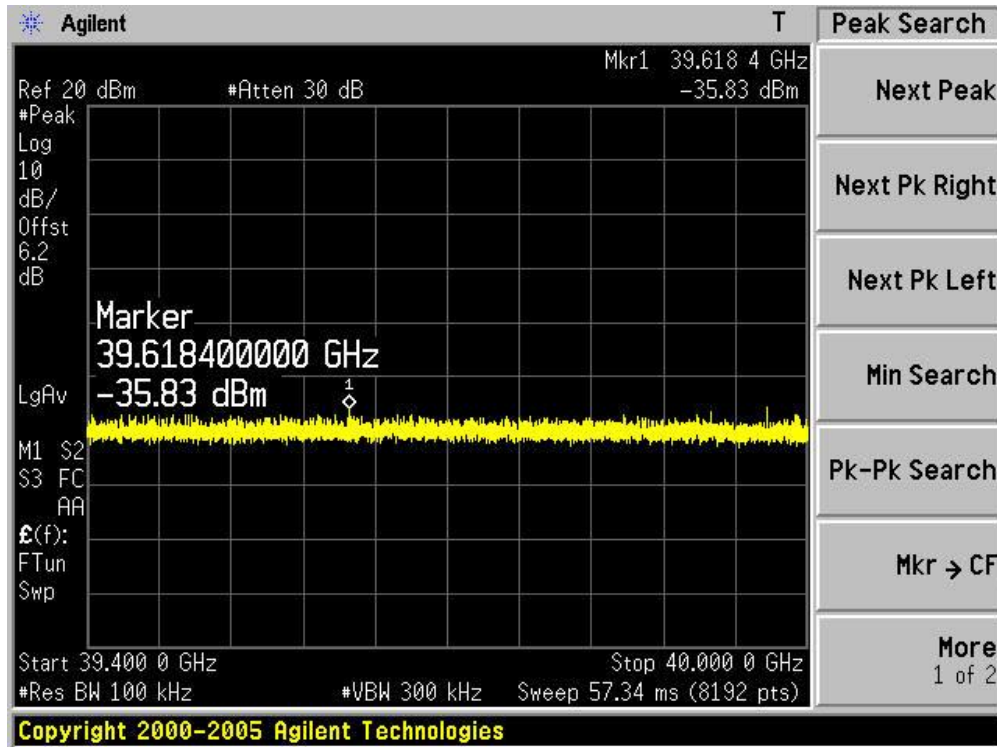 Agilent T Peak Search
Mkr1 39.618 4 GHz
Ref 20 dBm #Atten 30 dB -35.83 dBm
#Peak
Log
10
dB/
Offst
6.2
dB
Marker
39.618400000 GHz
-35.83 dBm
LgAv
1
M1 S2
S3 FC
AA
£(f):
FTun
Swp
Start 39.400 0 GHz Stop 40.000 0 GHz
#Res BW 100 kHz #VBW 300 kHz Sweep 57.34 ms (8192 pts)
Copyright 2000-2005 Agilent Technologies
Next Peak
Next Pk Right
Next Pk Left
Min Search
Pk-Pk Search
Mkr → CF
More
1 of 2